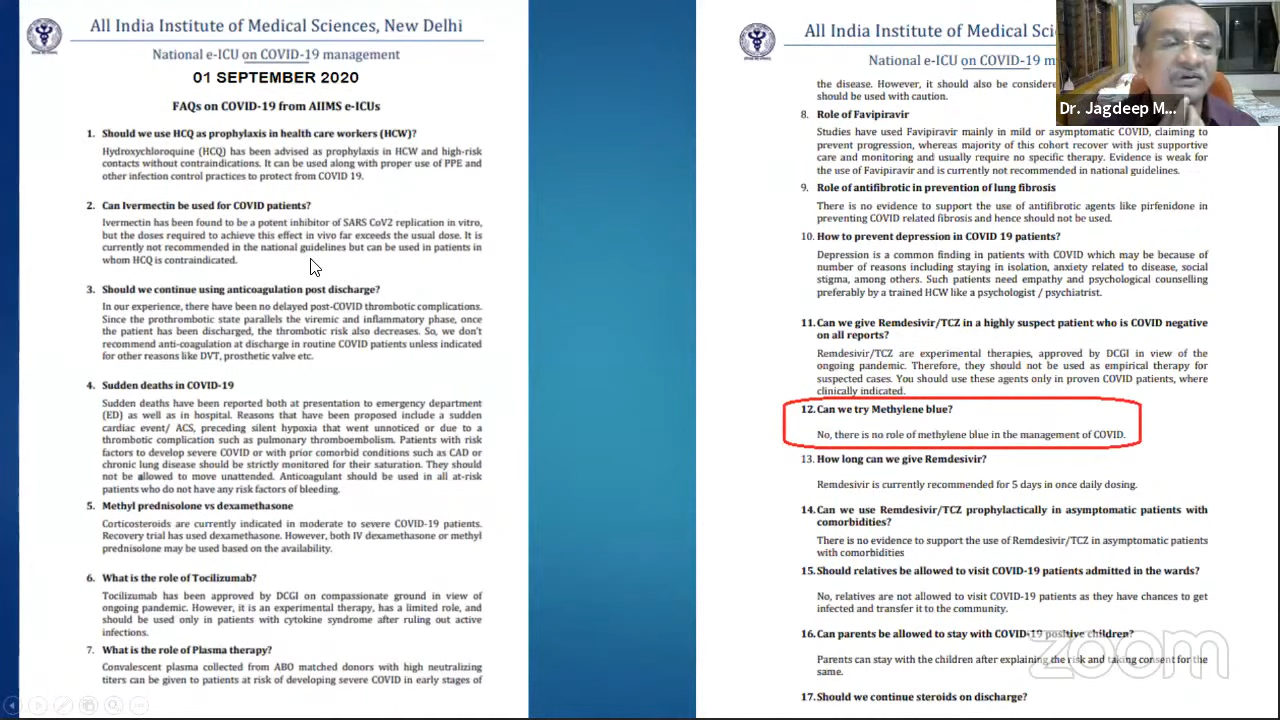 All India Institute of Medical Sciences, New Delhi
National e-ICU on COVID-19 management
01 SEPTEMBER 2020
FAQs on COVID-19 from AIIMS e-ICUs
1. Should we use HCQ as prophylaxis in health care workers (HCW)?
Hydroxychloroquine (HCQ) has been advised as prophylaxis in HCW and high-risk
contacts without contraindications. It can be used along with proper use of PPE and
other infection control practices to protect from COVID 19.
2. Can Ivermectin be used for COVID patients?
Ivermectin has been found to be a potent inhibitor of SARS CoV2 replication in vitro,
but the doses required to achieve this effect in vivo far exceeds the usual dose. It is
currently not recommended in the national guidelines but can be used in patients in
whom HCQ is contraindicated.
3. Should we continue using anticoagulation post discharge?
In our experience, there have been no delayed post-COVID thrombotic complications.
Since the prothrombotic state parallels the viremic and inflammatory phase, once
the patient has been discharged, the thrombotic risk also decreases. So, we don't
recommend anti-coagulation at discharge in routine COVID patients unless indicated
for other reasons like DVT, prosthetic valve etc.
4. Sudden deaths in COVID-19
Sudden deaths have been reported both at presentation to emergency department
(ED) as well as in hospital. Reasons that have been proposed include a sudden
cardiac event/ ACS, preceding silent hypoxia that went unnoticed or due to a
thrombotic complication such as pulmonary thromboembolism. Patients with risk
factors to develop severe COVID or with prior comorbid conditions such as CAD or
chronic lung disease should be strictly monitored for their saturation. They should
not be allowed to move unattended. Anticoagulant should be used in all at-risk
patients who do not have any risk factors of bleeding.
5. Methyl prednisolone vs dexamethasone
Corticosteroids are currently indicated in moderate to severe COVID-19 patients.
Recovery trial has used dexamethasone. However, both IV dexamethasone or methyl
prednisolone may be used based on the availability.
6. What is the role of Tocilizumab?
Tocilizumab has been approved by DCGI on compassionate ground in view of
ongoing pandemic. However, it is an experimental therapy, has a limited role, and
should be used only in patients with cytokine syndrome after ruling out active
infections.
7. What is the role of Plasma therapy?
Convalescent plasma collected from ABO matched donors with high neutralizing
titers can be given to patients at risk of developing severe COVID in early stages of
All India Institute of Medical Sci
National e-ICU on COVID-19 m
the disease. However, it should also be conside
should be used with caution.
8. Role of Favipiravir
Studies have used Favipiravir mainly in mild or asymptomatic COVID, claiming to
prevent progression, whereas majority of this cohort recover with just supportive
care and monitoring and usually require no specific therapy. Evidence is weak for
the use of Favipiravir and is currently not recommended in national guidelines.
9. Role of antifibrotic in prevention of lung fibrosis
There is no evidence to support the use of antifibrotic agents like pirfenidone in
preventing COVID related fibrosis and hence should not be used.
10. How to prevent depression in COVID 19 patients?
Depression is a common finding in patients with COVID which may be because of
number of reasons including staying in isolation, anxiety related to disease, social
stigma, among others. Such patients need empathy and psychological counselling
preferably by a trained HCW like a psychologist / psychiatrist.
11. Can we give Remdesivir/TCZ in a highly suspect patient who is COVID negative
on all reports?
Remdesivir/TCZ are experimental therapies, approved by DCGI in view of the
ongoing pandemic. Therefore, they should not be used as empirical therapy for
suspected cases. You should use these agents only in proven COVID patients, where
clinically indicated.
12. Can we try Methylene blue?
No, there is no role of methylene blue in the management of COVID.
13. How long can we give Remdesivir?
Remdesivir is currently recommended for 5 days in once daily dosing.
14. Can we use Remdesivir/TCZ prophylactically in asymptomatic patients with
comorbidities?
There is no evidence to support the use of Remdesivir/TCZ in asymptomatic patients
with comorbidities
15. Should relatives be allowed to visit COVID-19 patients admitted in the wards?
No, relatives are not allowed to visit COVID-19 patients as they have chances to get
infected and transfer it to the community.
16. Can parents be allowed to stay with COVID-19 positive children?
Parents can stay with the children after explaining the risk and taking consent for the
same.
17. Should we continue steroids on discharge?
Dr. Jagdeep M...
zoom